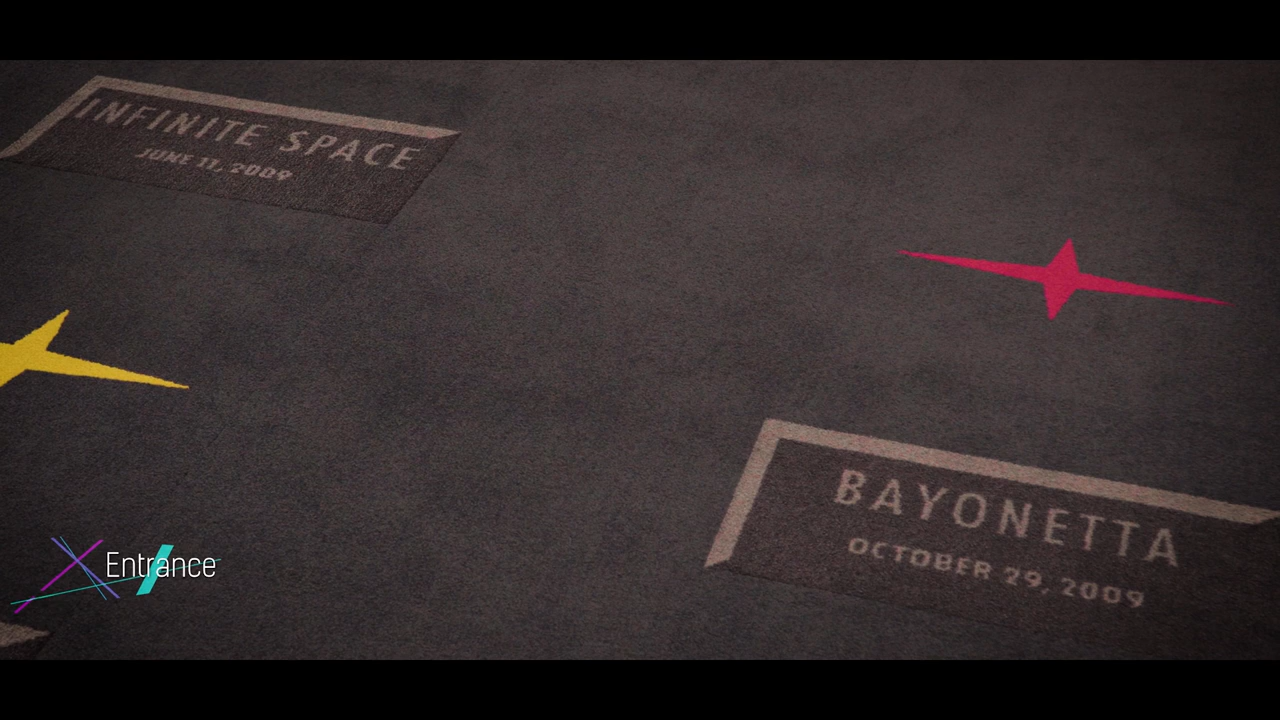 INFINITE SPACE
JUNE 11, 2009
BAYONETTA
OCTOBER 29, 2009
Entrance